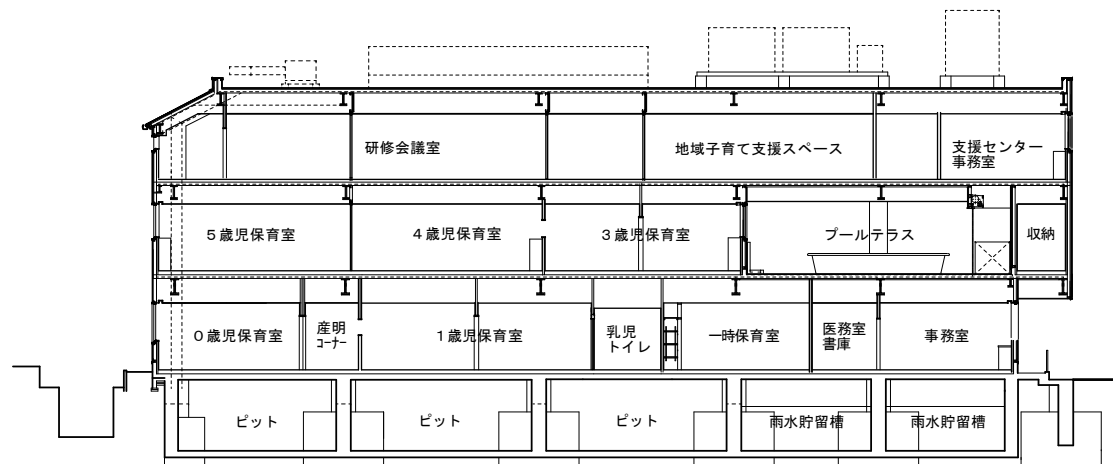 研修会議室
地域子育て支援スペース
支援センター
事務室
５歳児保育室
４歳児保育室
３歳児保育室
プールテラス
収納
０歳児保育室
産明
コーナー
１歳児保育室
乳児
トイレ
一時保育室
医務室
書庫
事務室
ピット
ピット
ピット
雨水貯留槽
雨水貯留槽